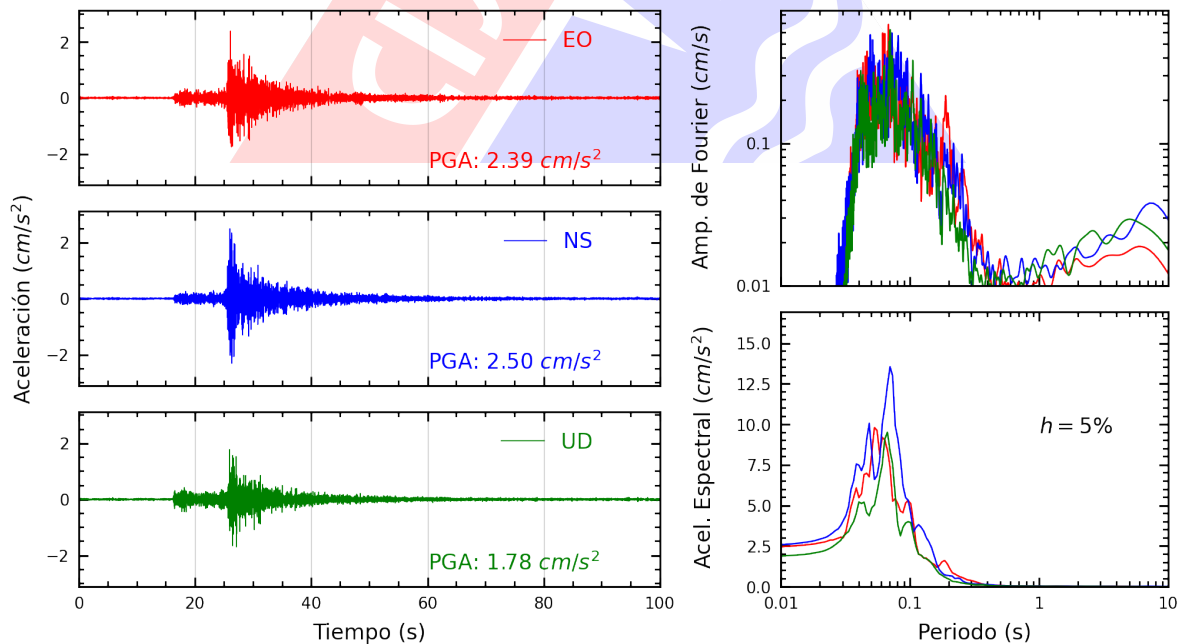 Aceleración (cm/s²)
2
0
−2
EO
PGA: 2.39 cm/s²
2
0
−2
NS
PGA: 2.50 cm/s²
2
0
−2
UD
PGA: 1.78 cm/s²
0 20 40 60 80 100
Tiempo (s)
Amp. de Fourier (cm/s)
0.1
0.01
Acel. Espectral (cm/s²)
15.0
12.5
10.0
7.5
5.0
2.5
0.0
h = 5%
0.01 0.1 1 10
Periodo (s)